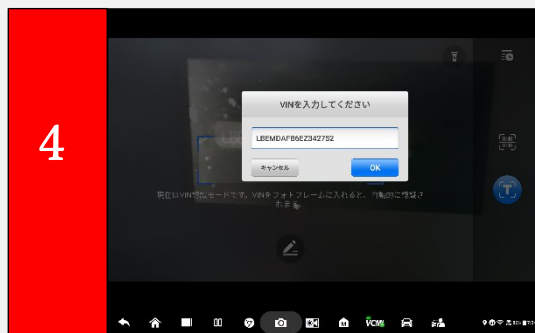 4
VINを入力してください
LBEMDAFB6EZ342752
キャンセル
OK
現在はVIN認識モードです。VINをフォトフレームに入れると、自動的に認識さ
れます
VCMI